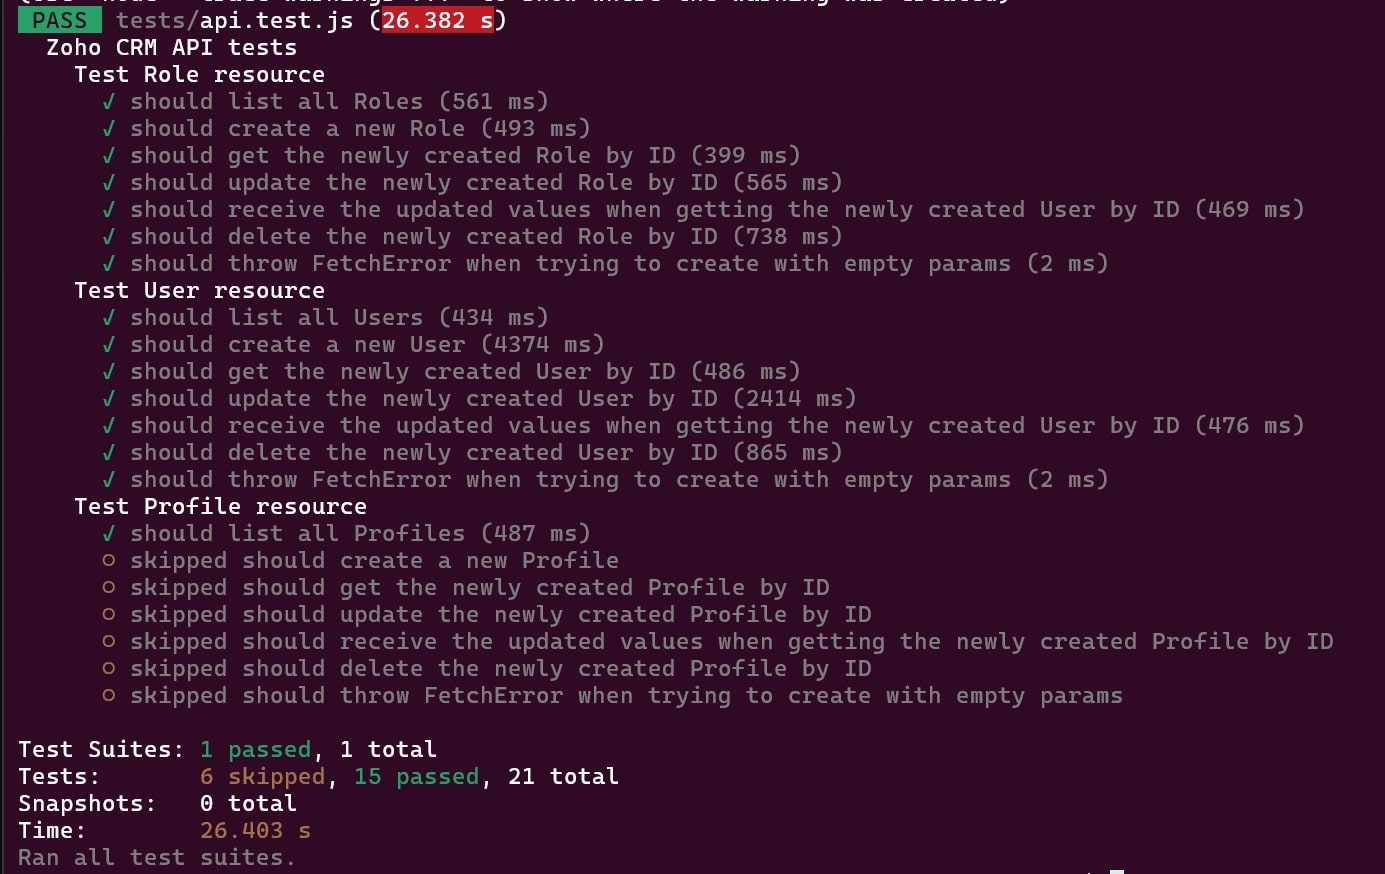 PASS tests/api.test.js (26.382 s)
Zoho CRM API tests
Test Role resource
√ should list all Roles (561 ms)
√ should create a new Role (493 ms)
√ should get the newly created Role by ID (399 ms)
√ should update the newly created Role by ID (565 ms)
√ should receive the updated values when getting the newly created User by ID (469 ms)
√ should delete the newly created Role by ID (738 ms)
√ should throw FetchError when trying to create with empty params (2 ms)
Test User resource
√ should list all Users (434 ms)
√ should create a new User (4374 ms)
√ should get the newly created User by ID (486 ms)
√ should update the newly created User by ID (2414 ms)
√ should receive the updated values when getting the newly created User by ID (476 ms)
√ should delete the newly created User by ID (865 ms)
√ should throw FetchError when trying to create with empty params (2 ms)
Test Profile resource
√ should list all Profiles (487 ms)
○ skipped should create a new Profile
○ skipped should get the newly created Profile by ID
○ skipped should update the newly created Profile by ID
○ skipped should receive the updated values when getting the newly created Profile by ID
○ skipped should delete the newly created Profile by ID
○ skipped should throw FetchError when trying to create with empty params
Test Suites: 1 passed, 1 total
Tests: 6 skipped, 15 passed, 21 total
Snapshots: 0 total
Time: 26.403 s
Ran all test suites.